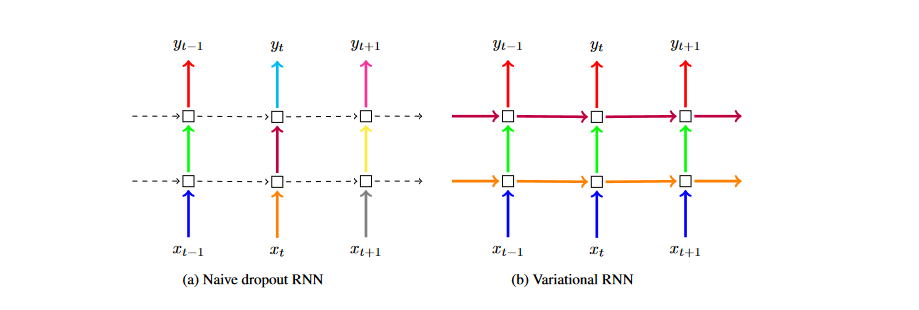 y_{t-1} y_t y_{t+1} y_{t-1} y_t y_{t+1}
x_{t-1} x_t x_{t+1} x_{t-1} x_t x_{t+1}
(a) Naive dropout RNN (b) Variational RNN